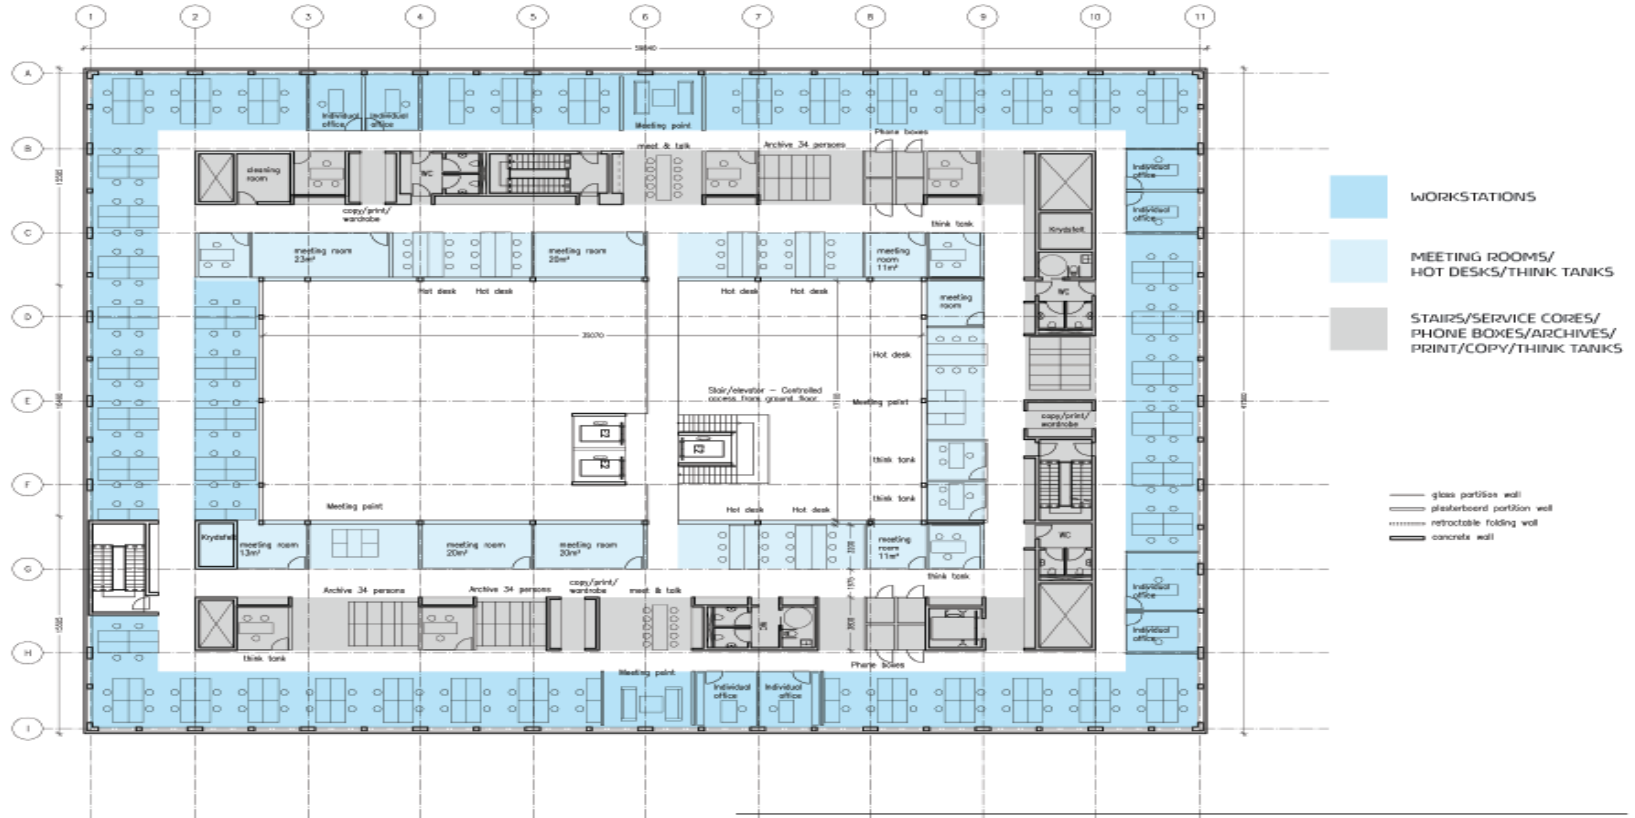 1 2 3 4 5 6 7 8 9 10 11
59840
A
Individual office
Individual office
Meeting point
Phone boxes
B
meet & talk
Archive 34 persons
cleaning room
WC
Individual office
Individual office
copy/print/
wardrobe
C
think tank
Krydsfelt
meeting room
23m²
meeting room
20m²
meeting
room
11m²
Hot desk
Hot desk
Hot desk
Hot desk
meeting
room
WC
D
35070
Hot desk
Stair/elevator – Controlled
access from ground floor.
E
Meeting point
copy/print/
wardrobe
think tank
F
think tank
Meeting point
Hot desk
Hot desk
Krydsfelt
meeting room
13m²
meeting room
20m²
meeting room
20m²
meeting
room
11m²
WC
G
think tank
Archive 34 persons
Archive 34 persons
copy/print/
wardrobe
meet & talk
Individual
office
Individual
office
WC
H
think tank
Phone boxes
Meeting point
Individual
office
Individual
office
I
WORKSTATIONS
MEETING ROOMS/
HOT DESKS/THINK TANKS
STAIRS/SERVICE CORES/
PHONE BOXES/ARCHIVES/
PRINT/COPY/THINK TANKS
glass partition wall
plasterboard partition wall
retractable folding wall
concrete wall